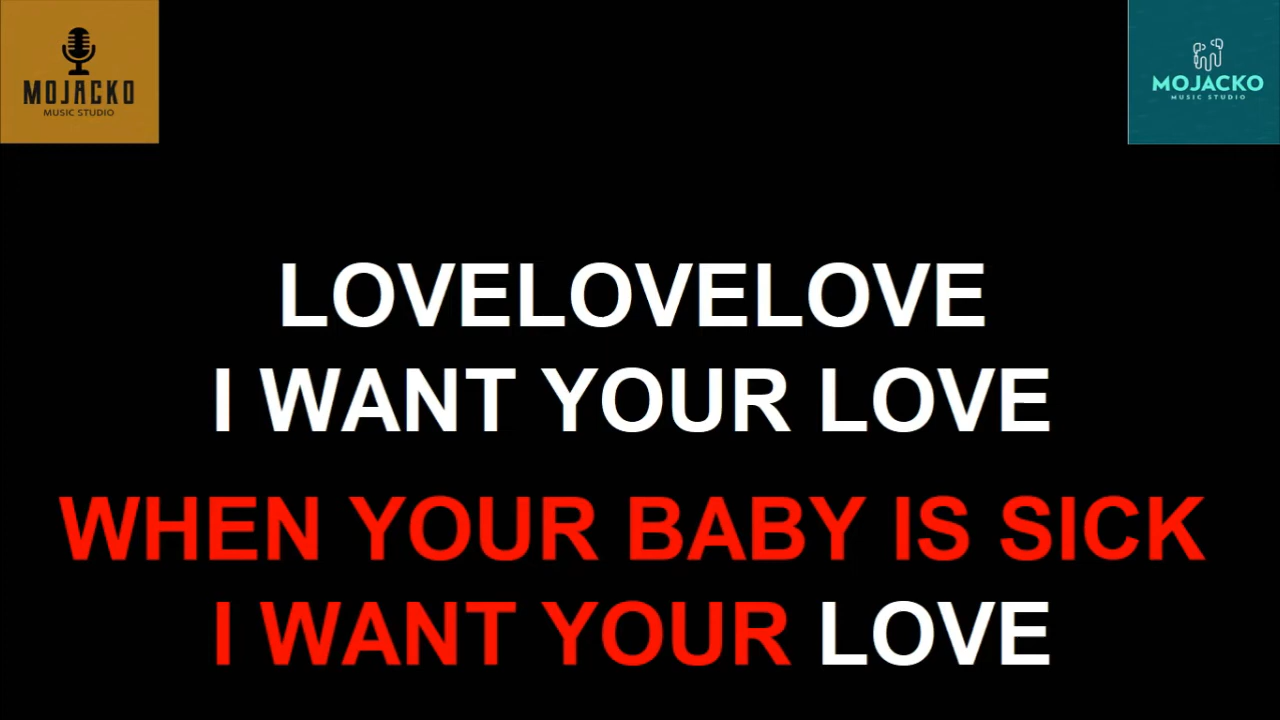 MOJACKO
MUSIC STUDIO
MOJACKO
MUSIC STUDIO
LOVELOVELOVE
I WANT YOUR LOVE
WHEN YOUR BABY IS SICK
I WANT YOUR LOVE